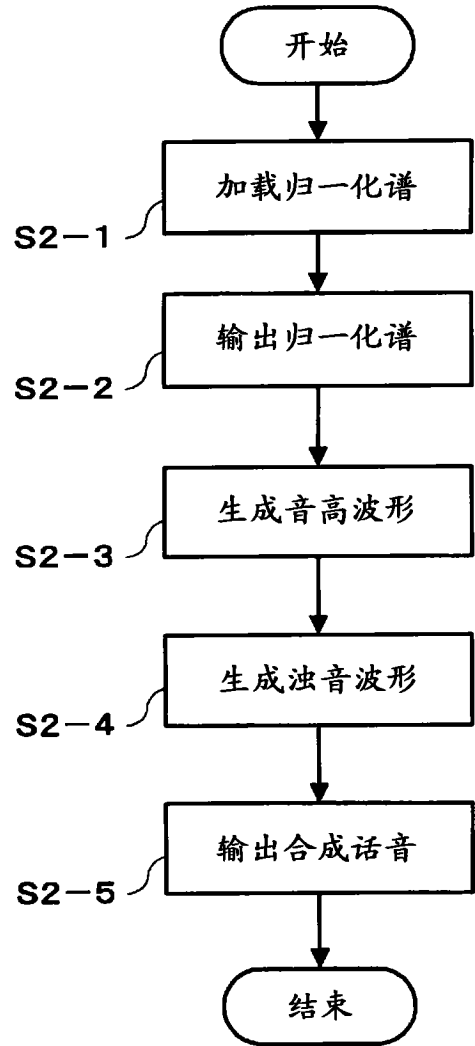 开始
加载归一化谱
S2-1
输出归一化谱
S2-2
生成音高波形
S2-3
生成浊音波形
S2-4
输出合成话音
S2-5
结束